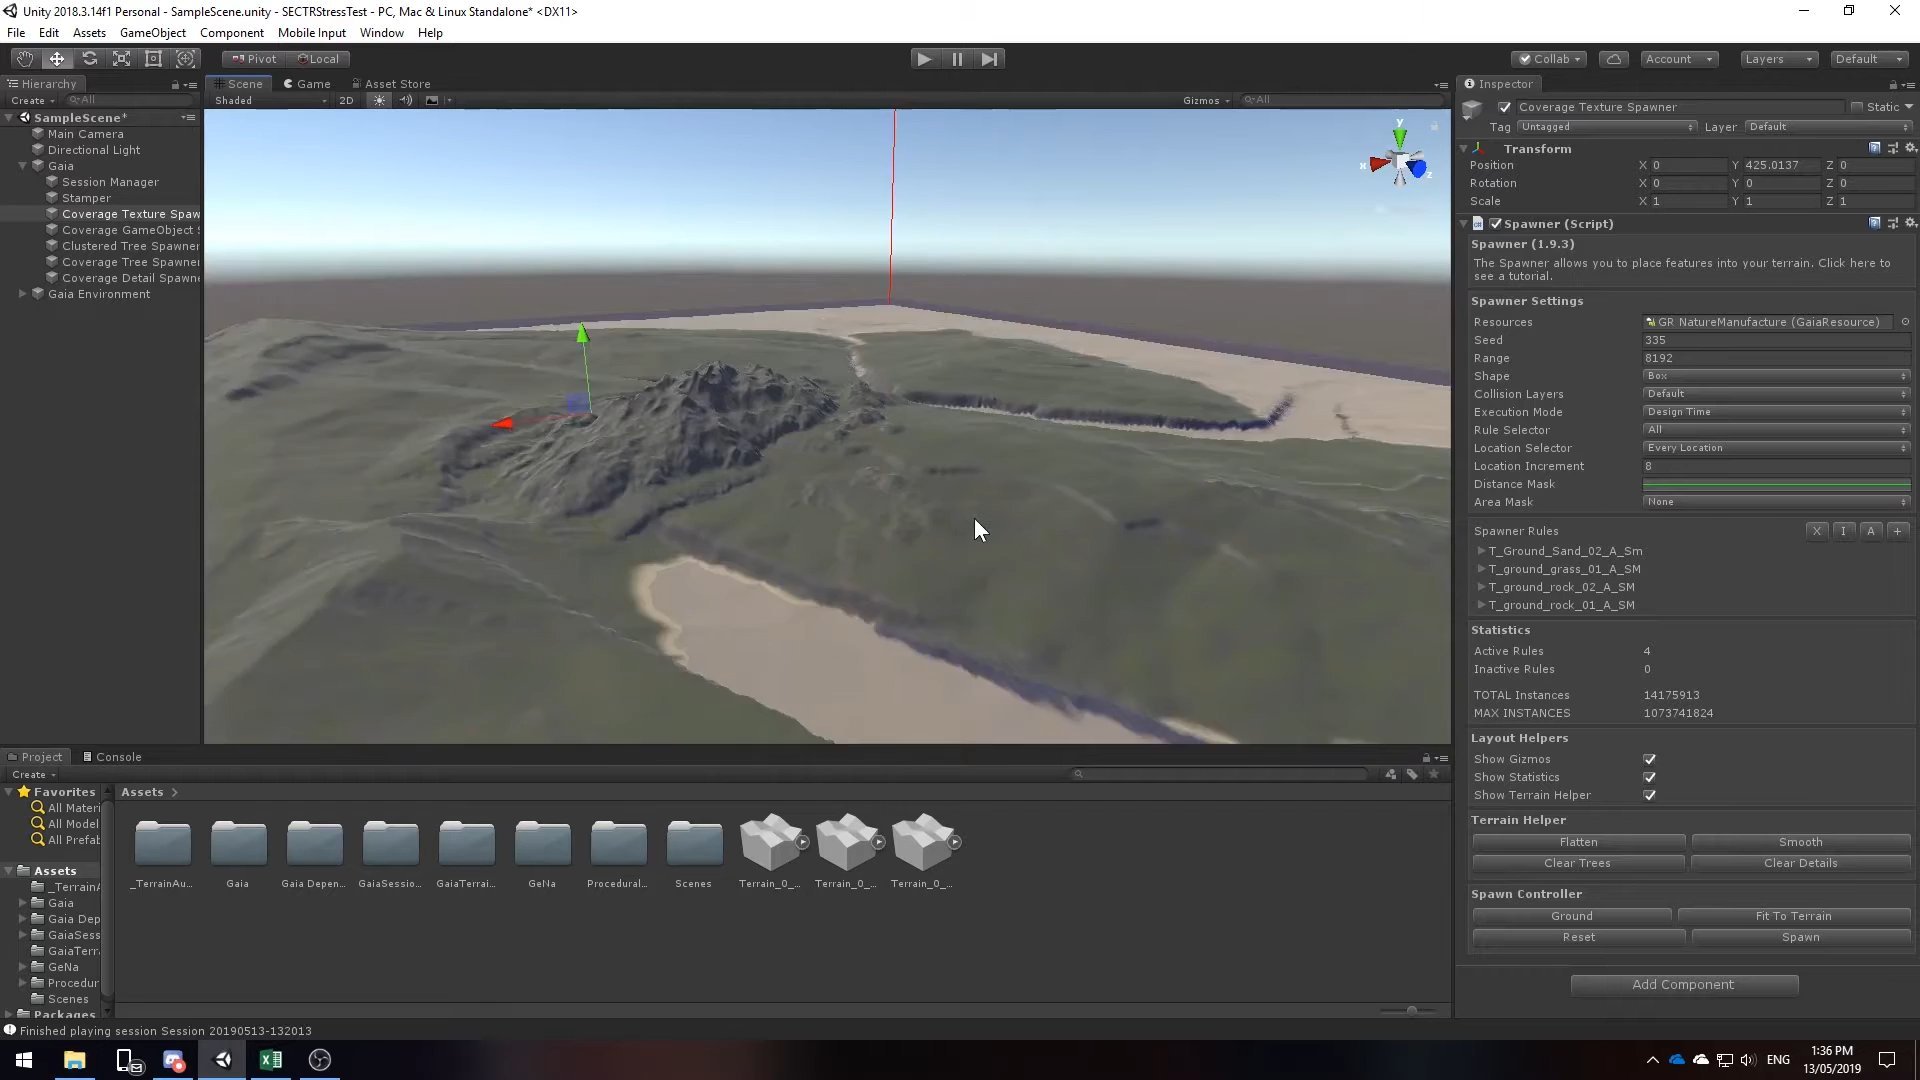 Unity 2018.3.14f1 Personal - SampleScene.unity - SECTRStressTest - PC, Mac & Linux Standalone* <DX11>
File Edit Assets GameObject Component Mobile Input Window Help
Pivot Local Collab Account Layers Default
Hierarchy
Create All
SampleScene*
Main Camera
Directional Light
Gaia
Session Manager
Stamper
Coverage Texture Spaw
Coverage GameObject S
Clustered Tree Spawner
Coverage Tree Spawner
Coverage Detail Spawne
Gaia Environment
Scene Game Asset Store
Shaded 2D Gizmos All
y
x
z
Inspector
Coverage Texture Spawner Static
Tag Untagged Layer Default
Transform
Position X 0 Y 425.0137 Z 0
Rotation X 0 Y 0 Z 0
Scale X 1 Y 1 Z 1
Spawner (Script)
Spawner (1.9.3)
The Spawner allows you to place features into your terrain. Click here to
see a tutorial.
Spawner Settings
Resources GR NatureManufacture (GaiaResource)
Seed 335
Range 8192
Shape Box
Collision Layers Default
Execution Mode Design Time
Rule Selector All
Location Selector Every Location
Location Increment 8
Distance Mask
Area Mask None
Spawner Rules X I A +
T_Ground_Sand_02_A_Sm
T_ground_grass_01_A_SM
T_ground_rock_02_A_SM
T_ground_rock_01_A_SM
Statistics
Active Rules 4
Inactive Rules 0
TOTAL Instances 14175913
MAX INSTANCES 1073741824
Layout Helpers
Show Gizmos
Show Statistics
Show Terrain Helper
Terrain Helper
Flatten Smooth
Clear Trees Clear Details
Spawn Controller
Ground Fit To Terrain
Reset Spawn
Add Component
Project Console
Create
Favorites
All Materi
All Model
All Prefab
Assets
_TerrainA
Gaia
Gaia Dep
GaiaSess
GaiaTerr
GeNa
Procedur
Scenes
Packages
Assets
_TerrainAu... Gaia Gaia Depen... GaiaSessio... GaiaTerrai... GeNa Procedural... Scenes Terrain_0_... Terrain_0_... Terrain_0_...
Finished playing session Session 20190513-132013
ENG
1:36 PM
13/05/2019